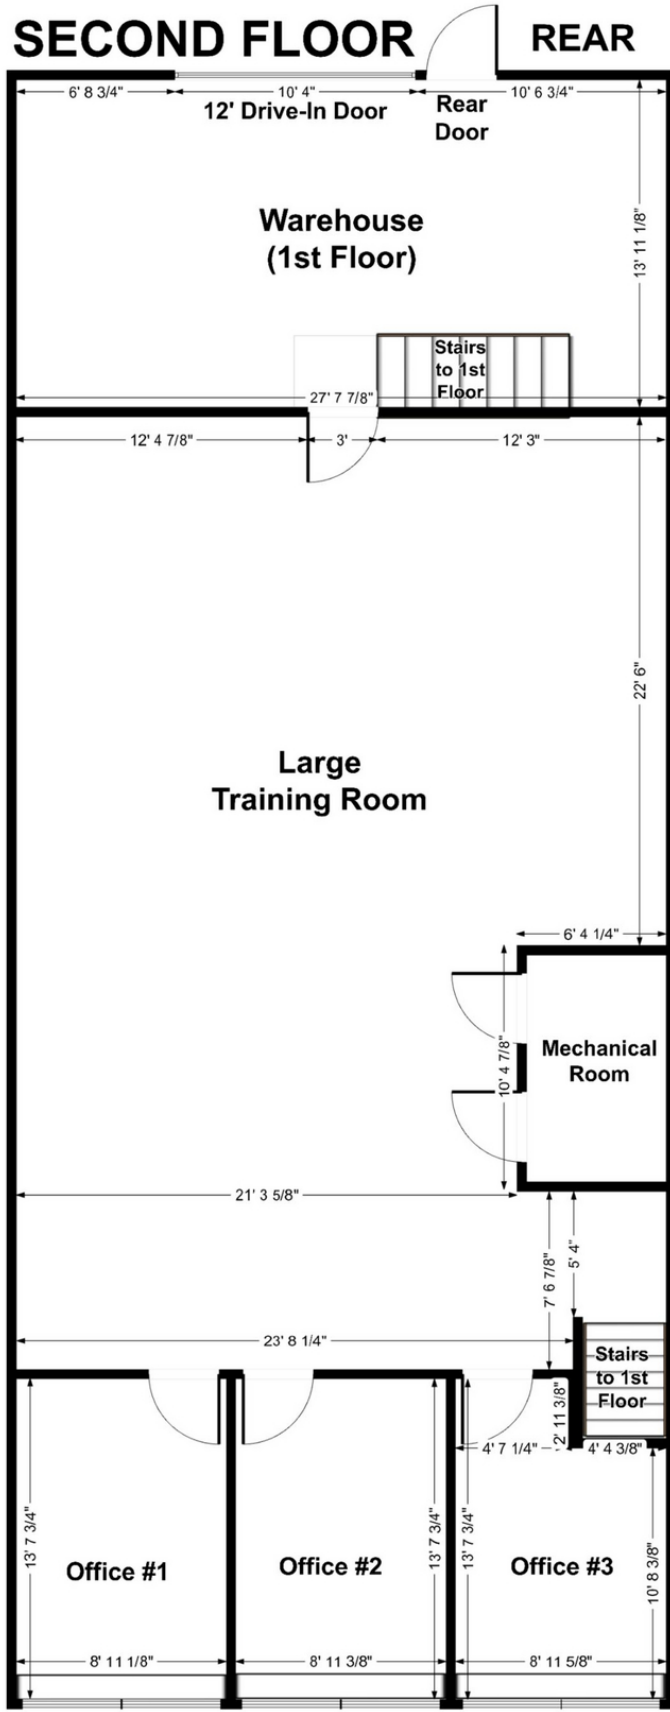 SECOND FLOOR
REAR
6' 8 3/4"
10' 4"
10' 6 3/4"
12' Drive-In Door
Rear
Door
Warehouse
(1st Floor)
13' 11 1/8"
Stairs
to 1st
Floor
27' 7 7/8"
12' 4 7/8"
3'
12' 3"
22' 6"
Large
Training Room
6' 4 1/4"
10' 4 7/8"
Mechanical
Room
21' 3 5/8"
7' 6 7/8"
5' 4"
23' 8 1/4"
Stairs
to 1st
Floor
2' 11 3/8"
4' 7 1/4"
4' 4 3/8"
13' 7 3/4"
13' 7 3/4"
13' 7 3/4"
10' 8 3/8"
Office #1
Office #2
Office #3
8' 11 1/8"
8' 11 3/8"
8' 11 5/8"